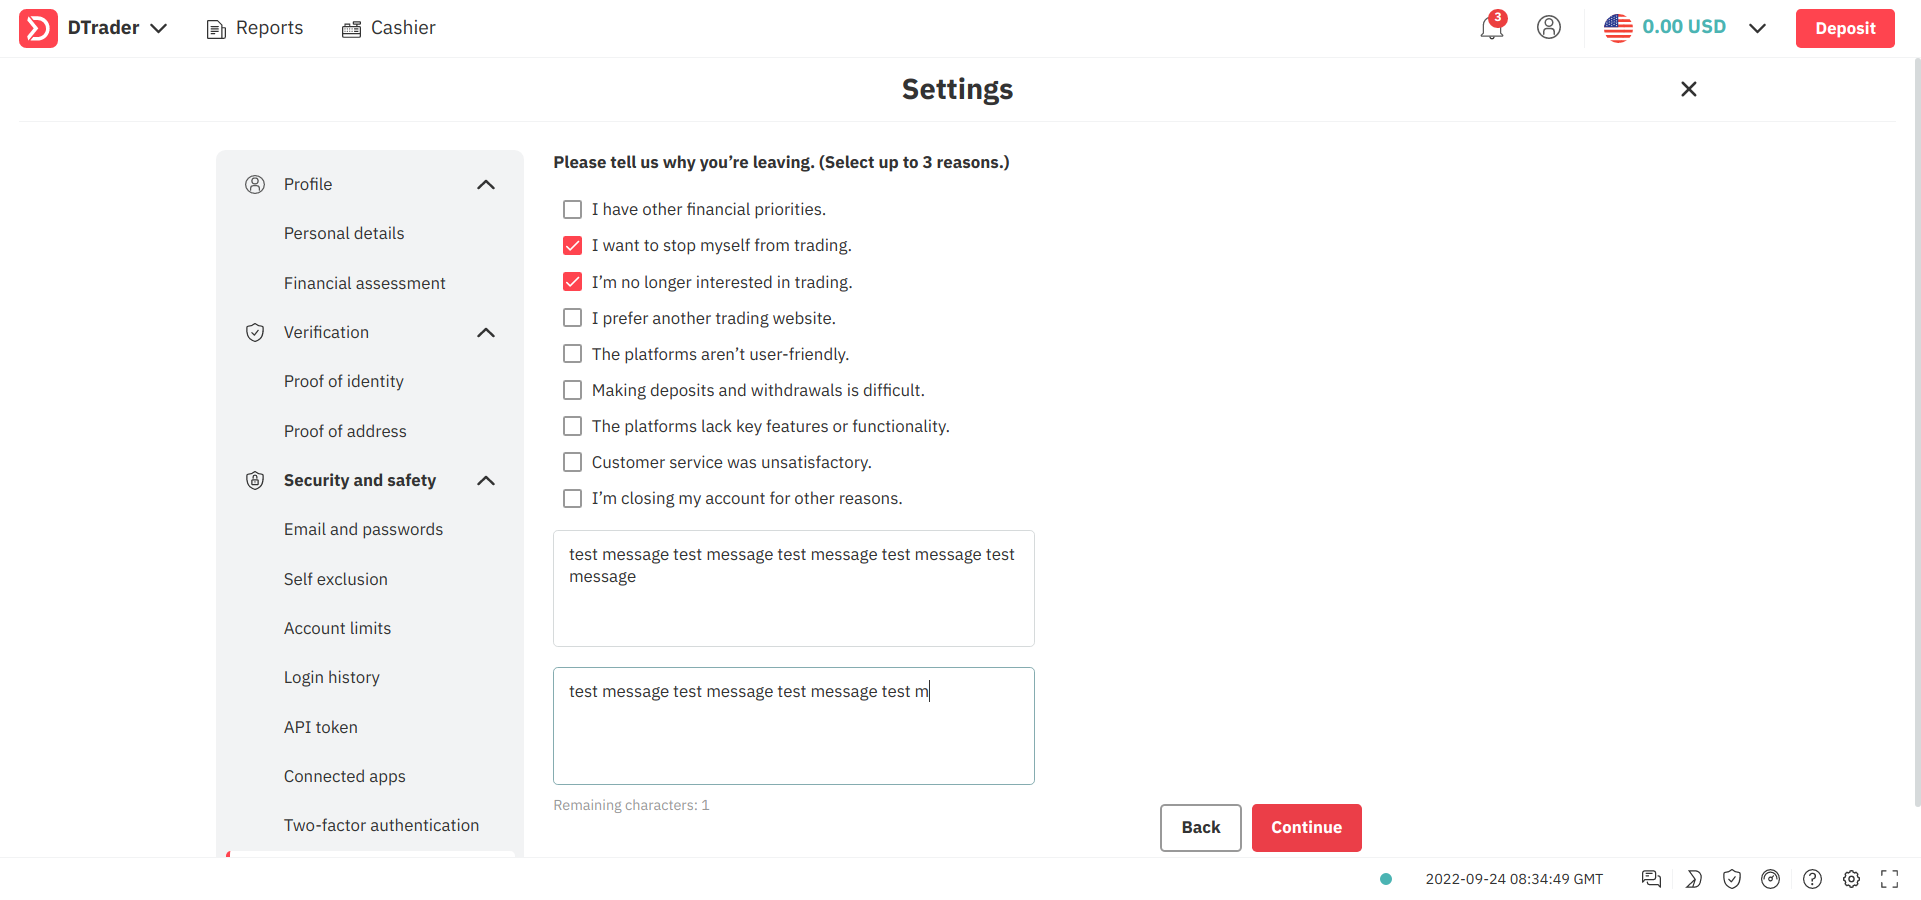 DTrader
Reports
Cashier
3
0.00 USD
Deposit
Settings
Profile
Personal details
Financial assessment
Verification
Proof of identity
Proof of address
Security and safety
Email and passwords
Self exclusion
Account limits
Login history
API token
Connected apps
Two-factor authentication
Please tell us why you’re leaving. (Select up to 3 reasons.)
I have other financial priorities.
I want to stop myself from trading.
I’m no longer interested in trading.
I prefer another trading website.
The platforms aren’t user-friendly.
Making deposits and withdrawals is difficult.
The platforms lack key features or functionality.
Customer service was unsatisfactory.
I’m closing my account for other reasons.
test message test message test message test message test
message
test message test message test message test m
Remaining characters: 1
Back
Continue
2022-09-24 08:34:49 GMT